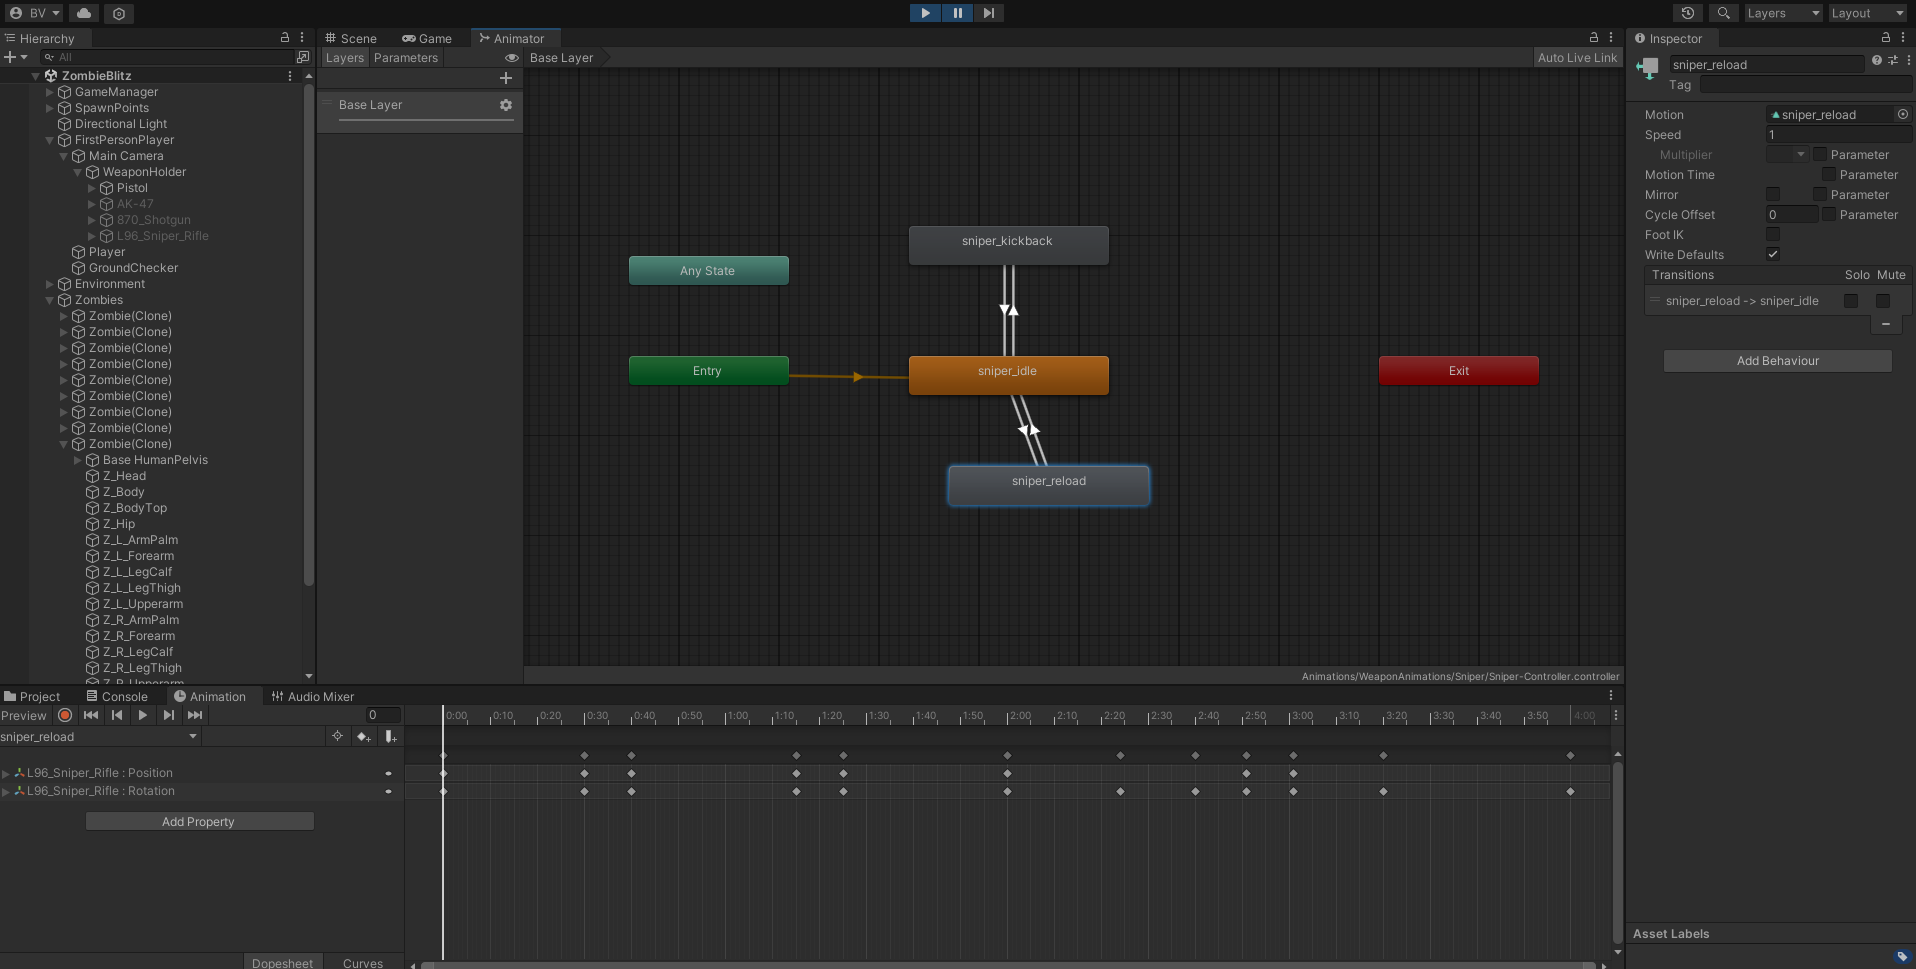 BV
Layers
Layout
Hierarchy
All
ZombieBlitz
GameManager
SpawnPoints
Directional Light
FirstPersonPlayer
Main Camera
WeaponHolder
Pistol
AK-47
870_Shotgun
L96_Sniper_Rifle
Player
GroundChecker
Environment
Zombies
Zombie(Clone)
Zombie(Clone)
Zombie(Clone)
Zombie(Clone)
Zombie(Clone)
Zombie(Clone)
Zombie(Clone)
Zombie(Clone)
Zombie(Clone)
Base HumanPelvis
Z_Head
Z_Body
Z_BodyTop
Z_Hip
Z_L_ArmPalm
Z_L_Forearm
Z_L_LegCalf
Z_L_LegThigh
Z_L_Upperarm
Z_R_ArmPalm
Z_R_Forearm
Z_R_LegCalf
Z_R_LegThigh
Z_R_Upperarm
Scene Game Animator
Layers Parameters Base Layer Auto Live Link
Base Layer
sniper_kickback
Any State
Entry
sniper_idle
Exit
sniper_reload
Animations/WeaponAnimations/Sniper/Sniper-Controller.controller
Inspector
sniper_reload
Tag
Motion sniper_reload
Speed 1
Multiplier Parameter
Motion Time Parameter
Mirror Parameter
Cycle Offset 0 Parameter
Foot IK
Write Defaults
Transitions Solo Mute
sniper_reload -> sniper_idle
Add Behaviour
Asset Labels
Project Console Animation Audio Mixer
Preview 0
0:00 0:10 0:20 0:30 0:40 0:50 1:00 1:10 1:20 1:30 1:40 1:50 2:00 2:10 2:20 2:30 2:40 2:50 3:00 3:10 3:20 3:30 3:40 3:50 4:00
sniper_reload
L96_Sniper_Rifle : Position
L96_Sniper_Rifle : Rotation
Add Property
Dopesheet Curves